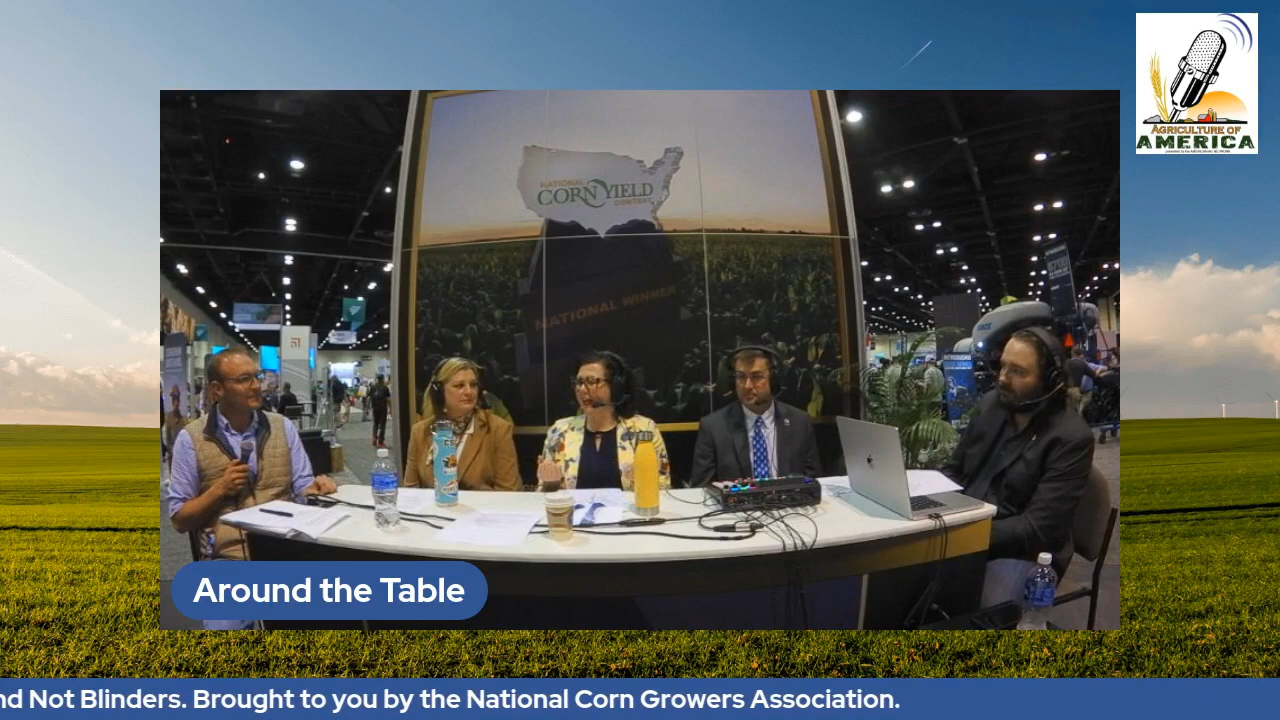 AGRICULTURE OF
AMERICA
NATIONAL
CORN YIELD
CONTEST
NATIONAL WINNER
Around the Table
nd Not Blinders. Brought to you by the National Corn Growers Association.